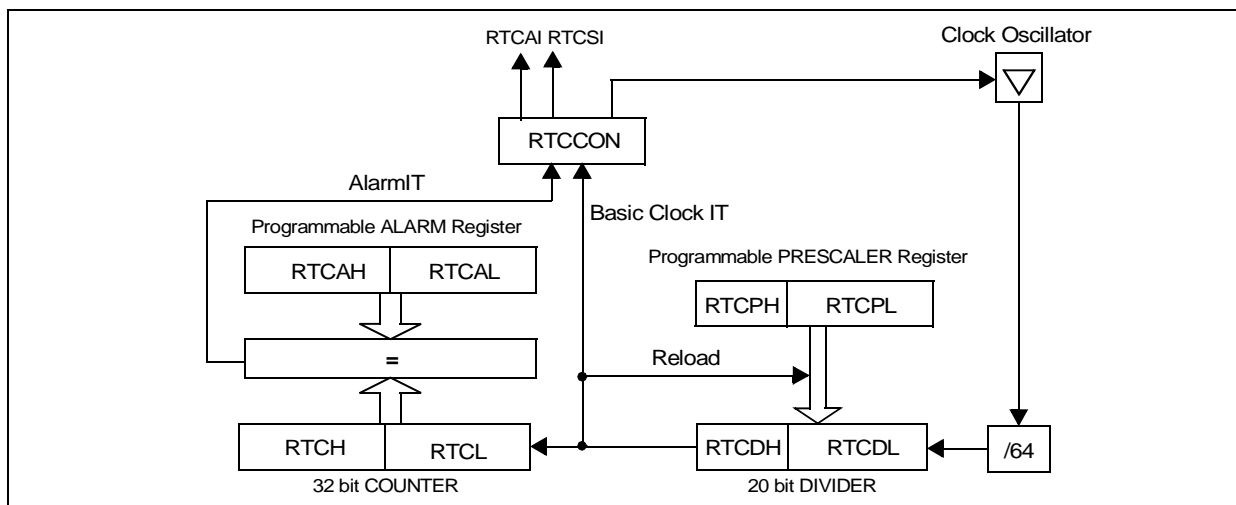 RTCAI RTCSI
Clock Oscillator
RTCCON
AlarmIT
Basic Clock IT
Programmable ALARM Register
Programmable PRESCALER Register
RTCAH RTCAL
RTCPH RTCPL
=
Reload
RTCH RTCL
RTCDH RTCDL
/64
32 bit COUNTER
20 bit DIVIDER